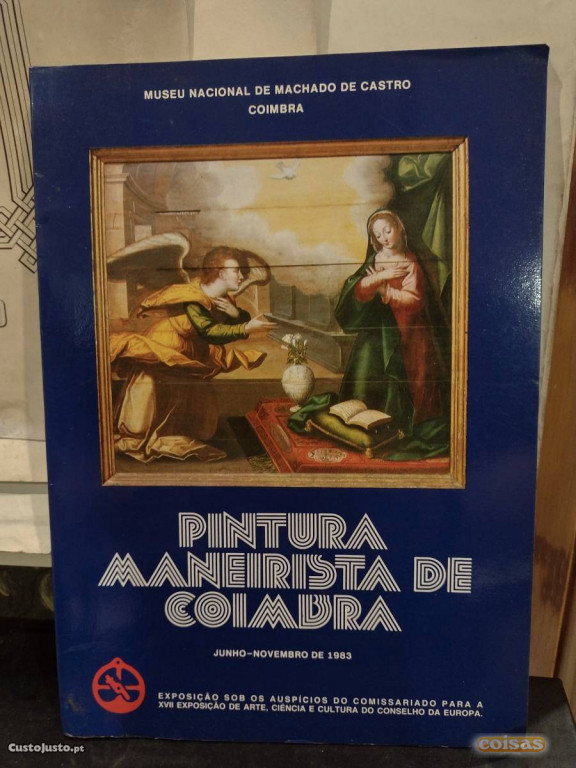 MUSEU NACIONAL DE MACHADO DE CASTRO
COIMBRA
PINTURA
MANEIRISTA DE
COIMBRA
JUNHO-NOVEMBRO DE 1983
EXPOSIÇÃO SOB OS AUSPÍCIOS DO COMISSARIADO PARA A
XVII EXPOSIÇÃO DE ARTE, CIÊNCIA E CULTURA DO CONSELHO DA EUROPA.
CustoJusto.pt
coisas